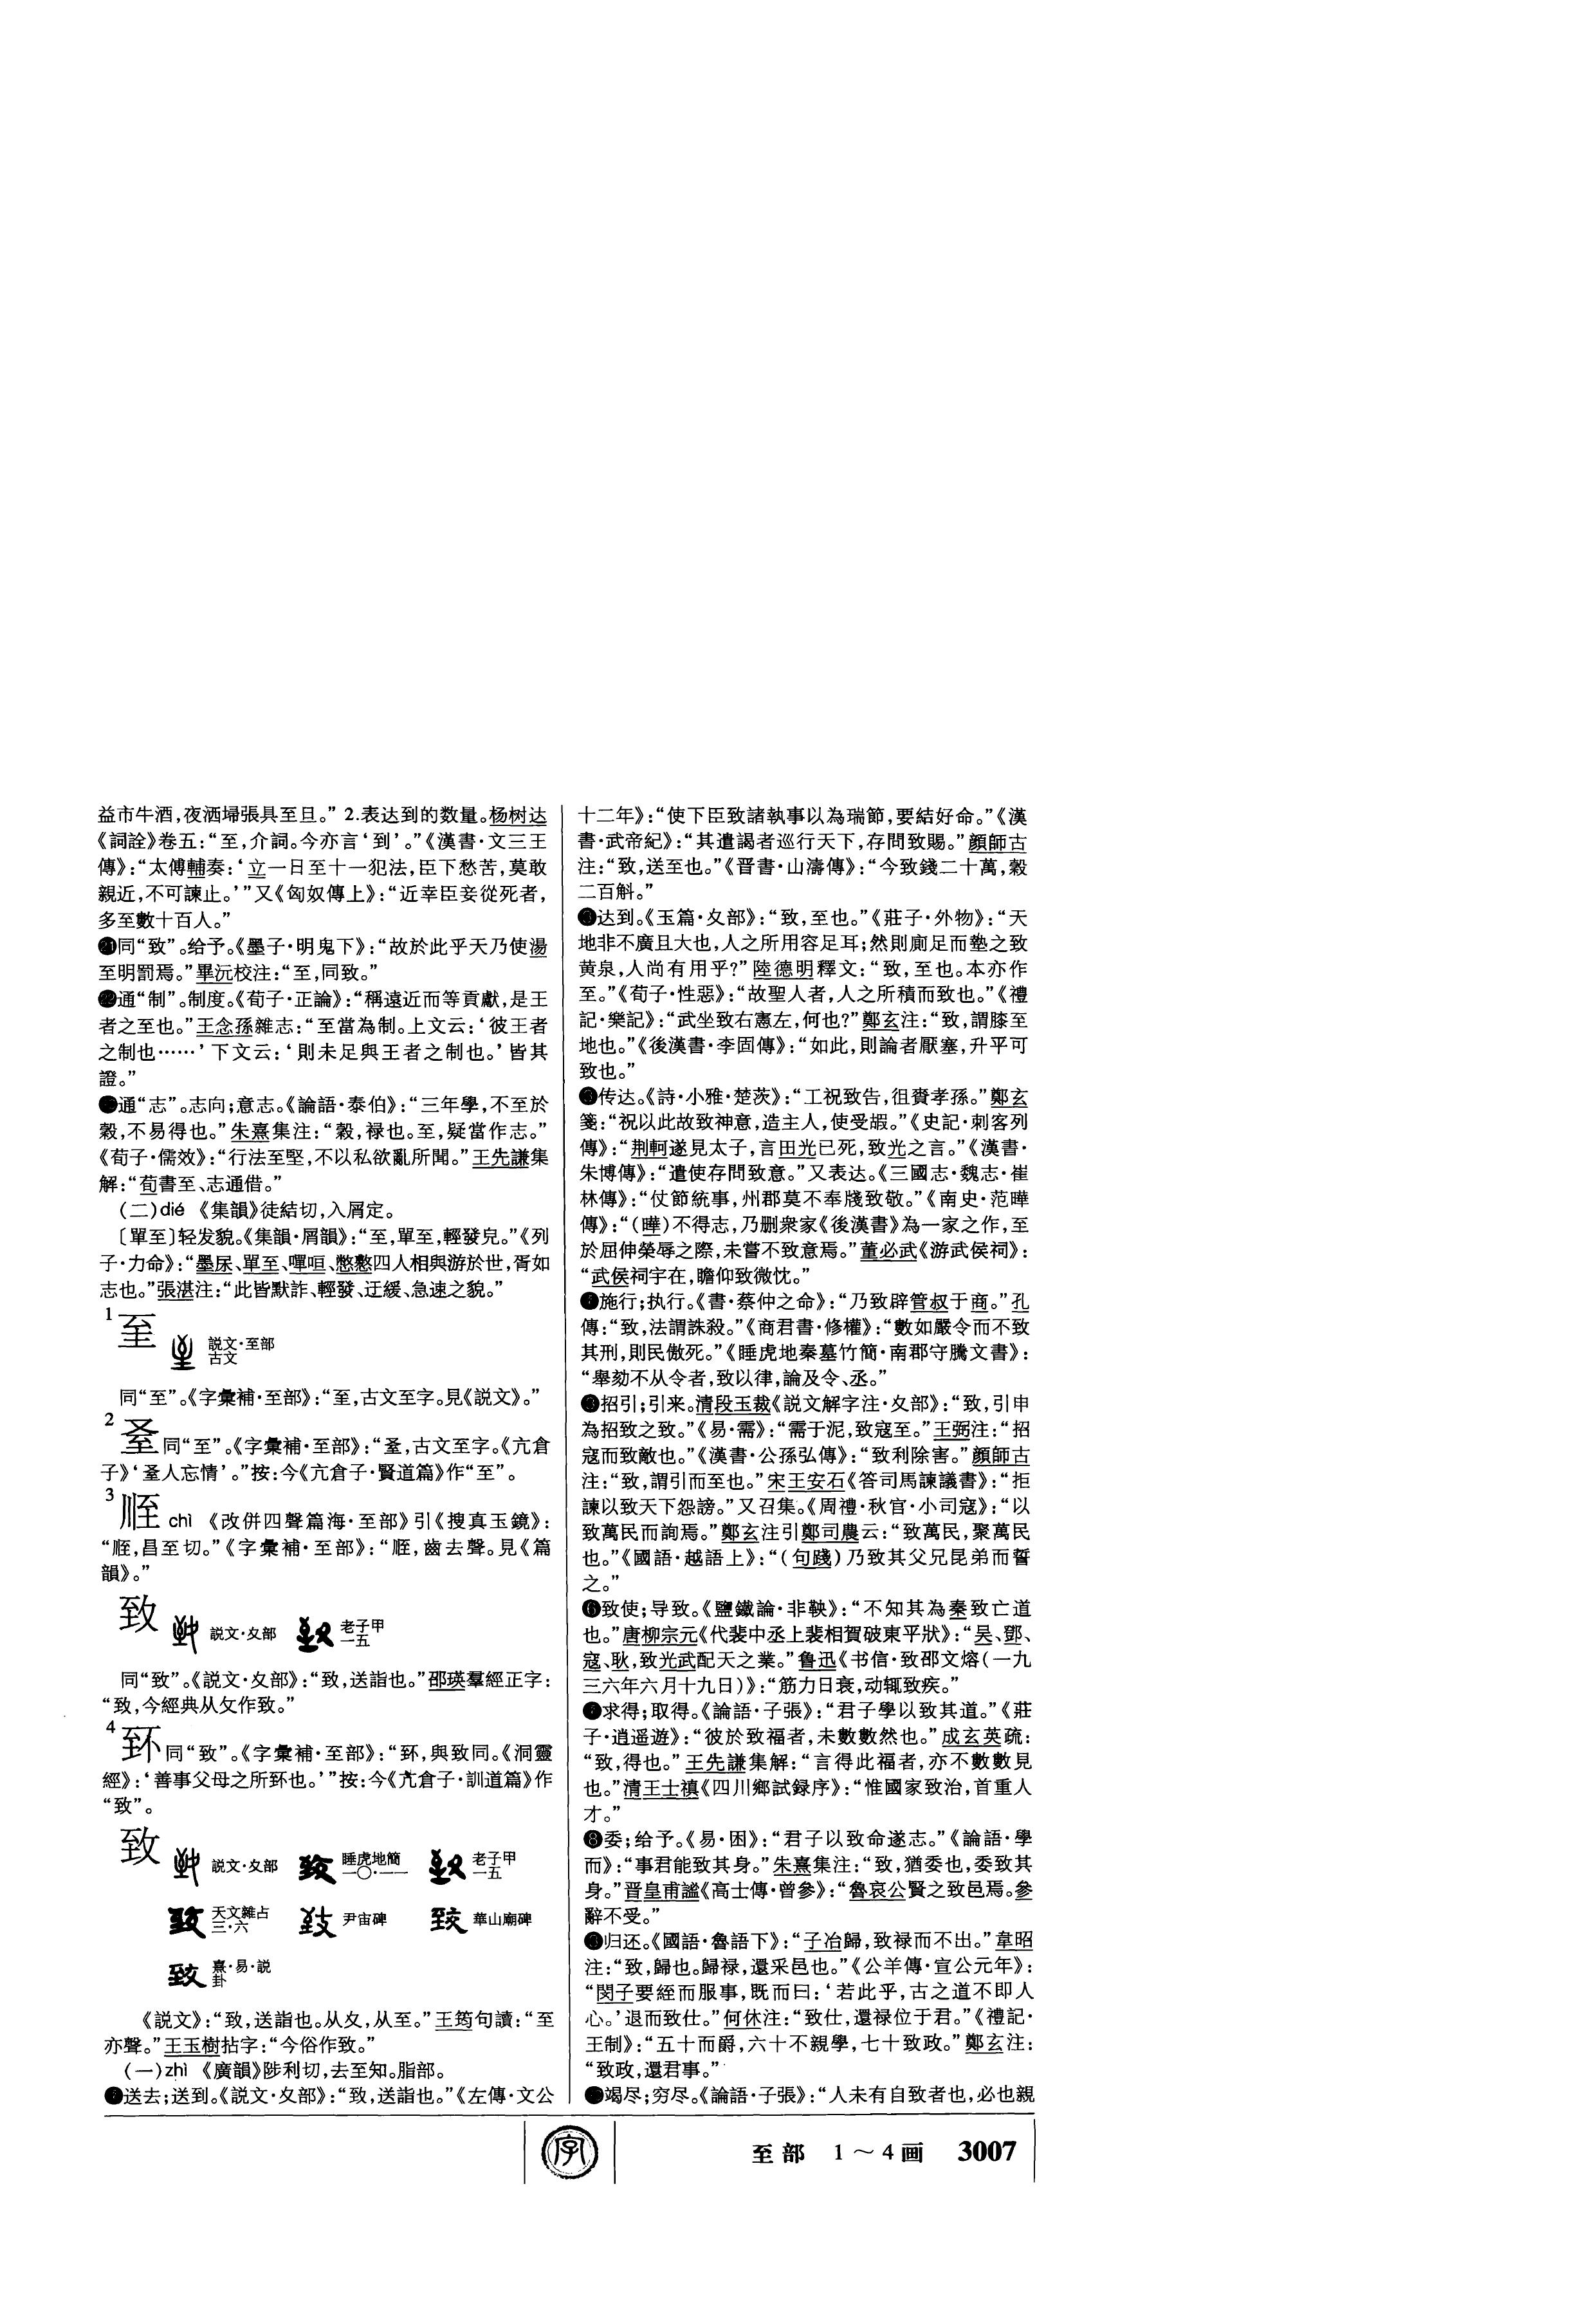 益市牛酒,夜洒埽張具至旦。” 2.表达到的数量。杨树达
《詞詮》卷五:“至,介詞。今亦言‘到’。”《漢書·文三王
傳》:“太傅輔奏:‘立一日至十一犯法,臣下愁苦,莫敢
親近,不可諫止。’”又《匈奴傳上》:“近幸臣妾從死者,
多至數十百人。”
㉑同“致”。给予。《墨子·明鬼下》:“故於此乎天乃使湯
至明罰焉。”畢沅校注:“至,同致。”
㉒通“制”。制度。《荀子·正論》:“稱遠近而等貢獻,是王
者之至也。”王念孫雜志:“至當為制。上文云:‘彼王者
之制也……’下文云:‘則未足與王者之制也。’皆其
證。”
通“志”。志向;意志。《論語·泰伯》:“三年學,不至於
穀,不易得也。”朱熹集注:“穀,禄也。至,疑當作志。”
《荀子·儒效》:“行法至堅,不以私欲亂所聞。”王先謙集
解:“荀書至、志通借。”
(二)dié 《集韻》徒結切,入屑定。
〔單至〕轻发貌。《集韻·屑韻》:“至,單至,輕發皃。”《列
子·力命》:“墨杘、單至、嘽咺、憋懯四人相與游於世,胥如
志也。”張湛注:“此皆默詐、輕發、迂緩、急速之貌。”
1
説文·至部
古文
同“至”。《字彙補·至部》:“至,古文至字。見《説文》。”
2
同“至”。《字彙補·至部》:“,古文至字。《亢倉
子》‘人忘情’。”按:今《亢倉子·賢道篇》作“至”。
3
chì 《改併四聲篇海·至部》引《搜真玉鏡》:
“,昌至切。”《字彙補·至部》:“,齒去聲。見《篇
韻》。”
致 説文·夊部 老子甲
一五
同“致”。《説文·夊部》:“致,送詣也。”邵瑛羣經正字:
“致,今經典从攵作致。”
4
同“致”。《字彙補·至部》:“,與致同。《洞靈
經》:‘善事父母之所也。’”按:今《亢倉子·訓道篇》作
“致”。
致 説文·夊部 睡虎地簡
一〇·一一 老子甲
一五
天文雜占
三·六 尹宙碑 華山廟碑
熹·易·説
卦
《説文》:“致,送詣也。从夊,从至。”王筠句讀:“至
亦聲。”王玉樹拈字:“今俗作致。”
(一)zhì 《廣韻》陟利切,去至知。脂部。
送去;送到。《説文·夊部》:“致,送詣也。”《左傳·文公
十二年》:“使下臣致諸執事以為瑞節,要結好命。”《漢
書·武帝紀》:“其遣謁者巡行天下,存問致賜。”顔師古
注:“致,送至也。”《晋書·山濤傳》:“今致錢二十萬,穀
二百斛。”
达到。《玉篇·夊部》:“致,至也。”《莊子·外物》:“天
地非不廣且大也,人之所用容足耳;然則廁足而墊之致
黄泉,人尚有用乎?”陸德明釋文:“致,至也。本亦作
至。”《荀子·性惡》:“故聖人者,人之所積而致也。”《禮
記·樂記》:“武坐致右憲左,何也?”鄭玄注:“致,謂膝至
地也。”《後漢書·李固傳》:“如此,則論者厭塞,升平可
致也。”
传达。《詩·小雅·楚茨》:“工祝致告,徂賚孝孫。”鄭玄
箋:“祝以此故致神意,造主人,使受嘏。”《史記·刺客列
傳》:“荆軻遂見太子,言田光已死,致光之言。”《漢書·
朱博傳》:“遣使存問致意。”又表达。《三國志·魏志·崔
林傳》:“仗節統事,州郡莫不奉牋致敬。”《南史·范曄
傳》:“(曄)不得志,乃删衆家《後漢書》為一家之作,至
於屈伸榮辱之際,未嘗不致意焉。”董必武《游武侯祠》:
“武侯祠宇在,瞻仰致微忱。”
施行;执行。《書·蔡仲之命》:“乃致辟管叔于商。”孔
傳:“致,法謂誅殺。”《商君書·修權》:“數如嚴令而不致
其刑,則民傲死。”《睡虎地秦墓竹簡·南郡守騰文書》:
“舉劾不从令者,致以律,論及令、丞。”
招引;引来。清段玉裁《説文解字注·夊部》:“致,引申
為招致之致。”《易·需》:“需于泥,致寇至。”王弼注:“招
寇而致敵也。”《漢書·公孫弘傳》:“致利除害。”顔師古
注:“致,謂引而至也。”宋王安石《答司馬諫議書》:“拒
諫以致天下怨謗。”又召集。《周禮·秋官·小司寇》:“以
致萬民而詢焉。”鄭玄注引鄭司農云:“致萬民,聚萬民
也。”《國語·越語上》:“(句踐)乃致其父兄昆弟而誓
之。”
❻致使;导致。《鹽鐵論·非鞅》:“不知其為秦致亡道
也。”唐柳宗元《代裴中丞上裴相賀破東平狀》:“吴、鄧、
寇、耿,致光武配天之業。”鲁迅《书信·致邵文熔(一九
三六年六月十九日)》:“筋力日衰,动辄致疾。”
求得;取得。《論語·子張》:“君子學以致其道。”《莊
子·逍遥遊》:“彼於致福者,未數數然也。”成玄英疏:
“致,得也。”王先謙集解:“言得此福者,亦不數數見
也。”清王士禛《四川鄉試録序》:“惟國家致治,首重人
才。”
❽委;给予。《易·困》:“君子以致命遂志。”《論語·學
而》:“事君能致其身。”朱熹集注:“致,猶委也,委致其
身。”晋皇甫謐《高士傳·曾參》:“魯哀公賢之致邑焉。參
辭不受。”
归还。《國語·魯語下》:“子冶歸,致禄而不出。”韋昭
注:“致,歸也。歸禄,還采邑也。”《公羊傳·宣公元年》:
“閔子要絰而服事,既而曰:‘若此乎,古之道不即人
心。’退而致仕。”何休注:“致仕,還禄位于君。”《禮記·
王制》:“五十而爵,六十不親學,七十致政。”鄭玄注:
“致政,還君事。”
竭尽;穷尽。《論語·子張》:“人未有自致者也,必也親
字
至部 1～4画 3007